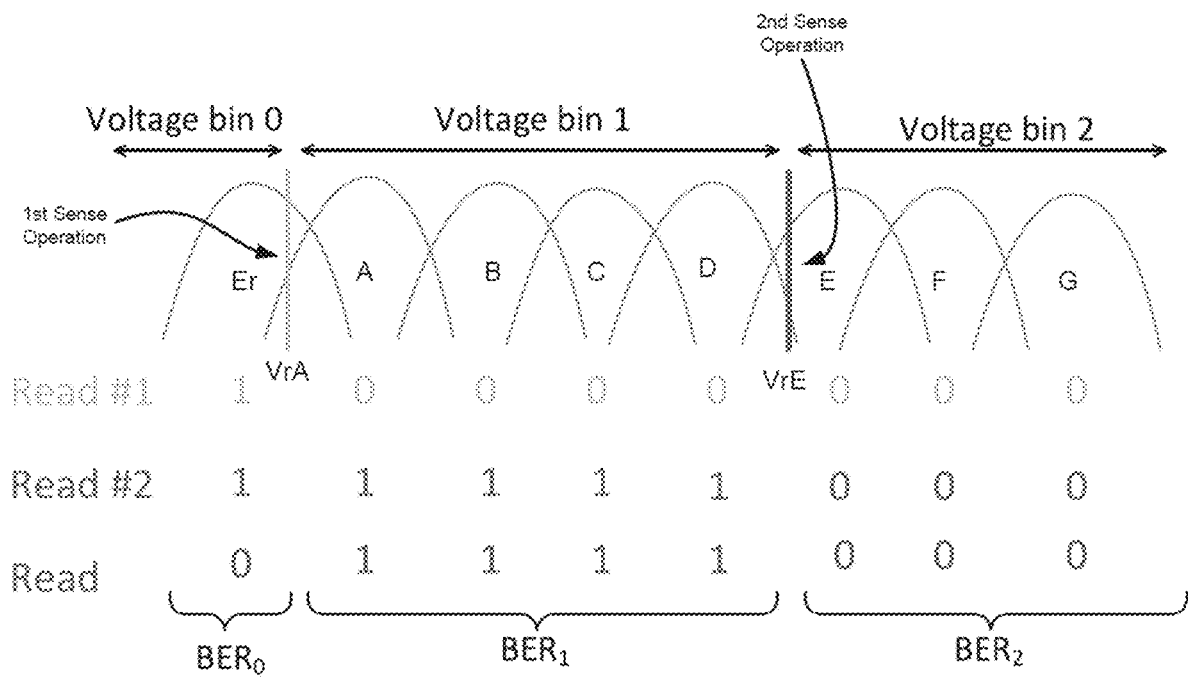 2nd Sense
Operation
Voltage bin 0 Voltage bin 1 Voltage bin 2
1st Sense
Operation
Er A B C D E F G
VrA VrE
Read #1 1 0 0 0 0 0 0 0
Read #2 1 1 1 1 1 0 0 0
Read 0 1 1 1 1 0 0 0
BER₀ BER₁ BER₂